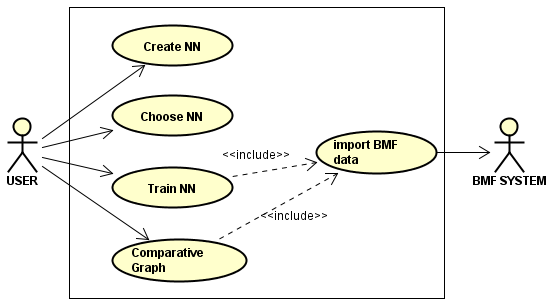 Create NN
Choose NN
<<include>>
import BMF
data
USER
Train NN
BMF SYSTEM
<<include>>
Comparative
Graph